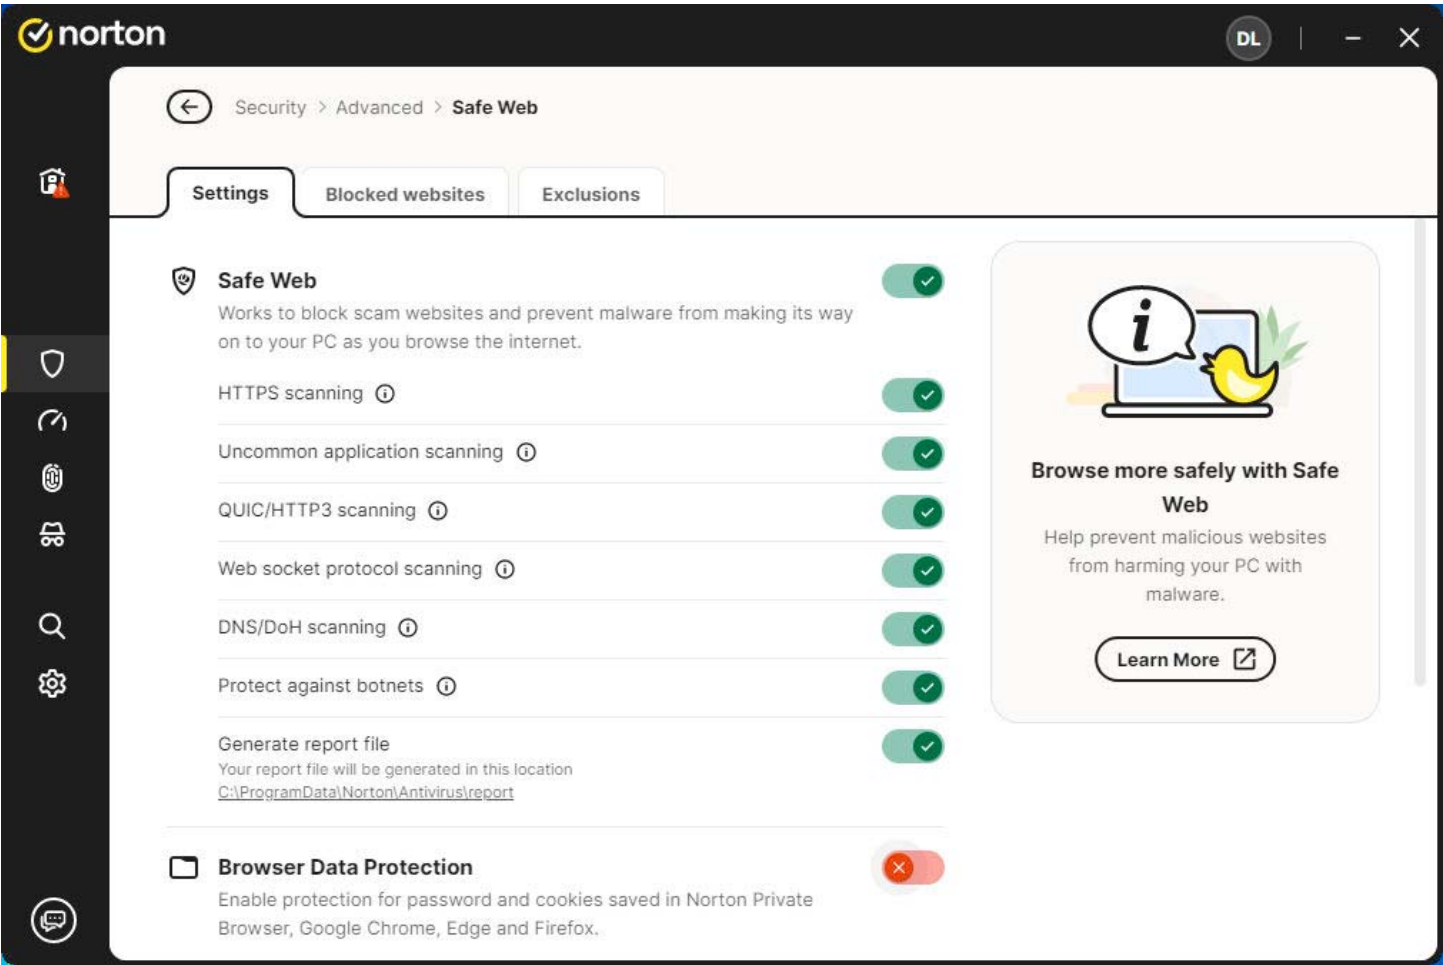 norton
DL
Security > Advanced > Safe Web
Settings
Blocked websites
Exclusions
Safe Web
Works to block scam websites and prevent malware from making its way
on to your PC as you browse the internet.
HTTPS scanning
Uncommon application scanning
QUIC/HTTP3 scanning
Web socket protocol scanning
DNS/DoH scanning
Protect against botnets
Generate report file
Your report file will be generated in this location
C:\ProgramData\Norton\Antivirus\report
Browser Data Protection
Enable protection for password and cookies saved in Norton Private
Browser, Google Chrome, Edge and Firefox.
i
Browse more safely with Safe
Web
Help prevent malicious websites
from harming your PC with
malware.
Learn More